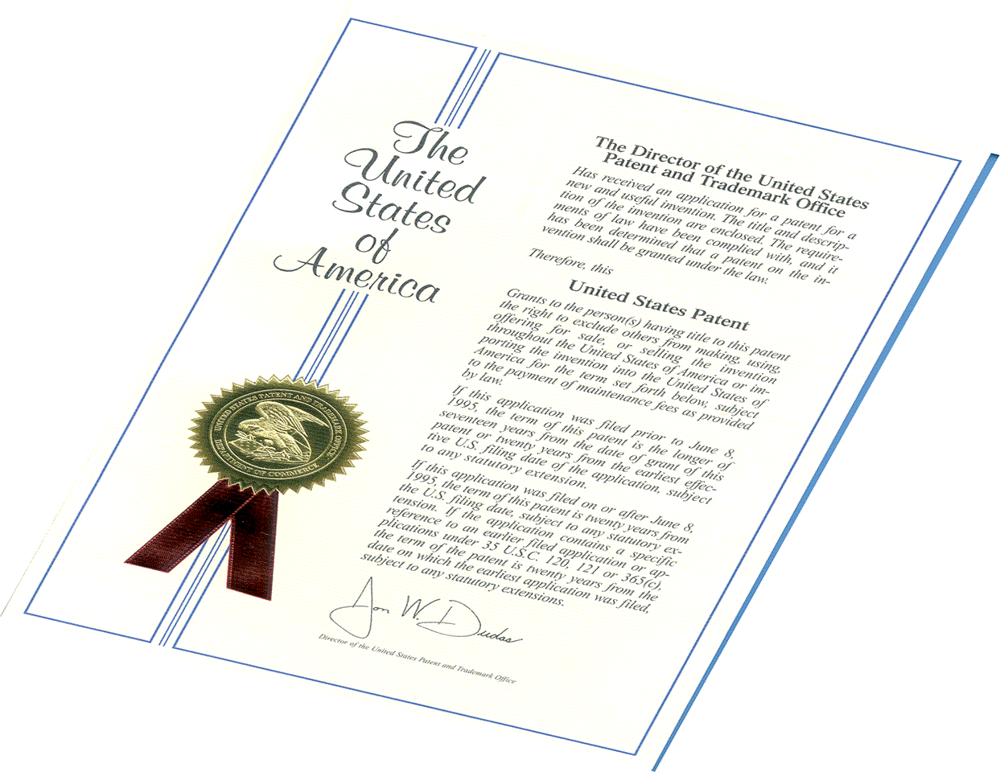 The
United
States
of
America
The Director of the United States
Patent and Trademark Office
Has received an application for a patent for a
new and useful invention. The title and descrip-
tion of the invention are enclosed. The require-
ments of law have been complied with, and it
has been determined that a patent on the in-
vention shall be granted under the law.
Therefore, this
United States Patent
Grants to the person(s) having title to this patent
the right to exclude others from making, using,
offering for sale, or selling the invention
throughout the United States of America or im-
porting the invention into the United States of
America for the term set forth below, subject
to the payment of maintenance fees as provided
by law.
If this application was filed prior to June 8,
1995, the term of this patent is the longer of
seventeen years from the date of grant of this
patent or twenty years from the earliest effec-
tive U.S. filing date of the application, subject
to any statutory extension.
If this application was filed on or after June 8,
1995, the term of this patent is twenty years from
the U.S. filing date, subject to any statutory ex-
tension. If the application contains a specific
reference to an earlier filed application or ap-
plications under 35 U.S.C. 120, 121 or 365(c),
the term of the patent is twenty years from the
date on which the earliest application was filed,
subject to any statutory extensions.
Jon W. Dudas
Director of the United States Patent and Trademark Office
UNITED STATES PATENT AND TRADEMARK OFFICE
DEPARTMENT OF COMMERCE